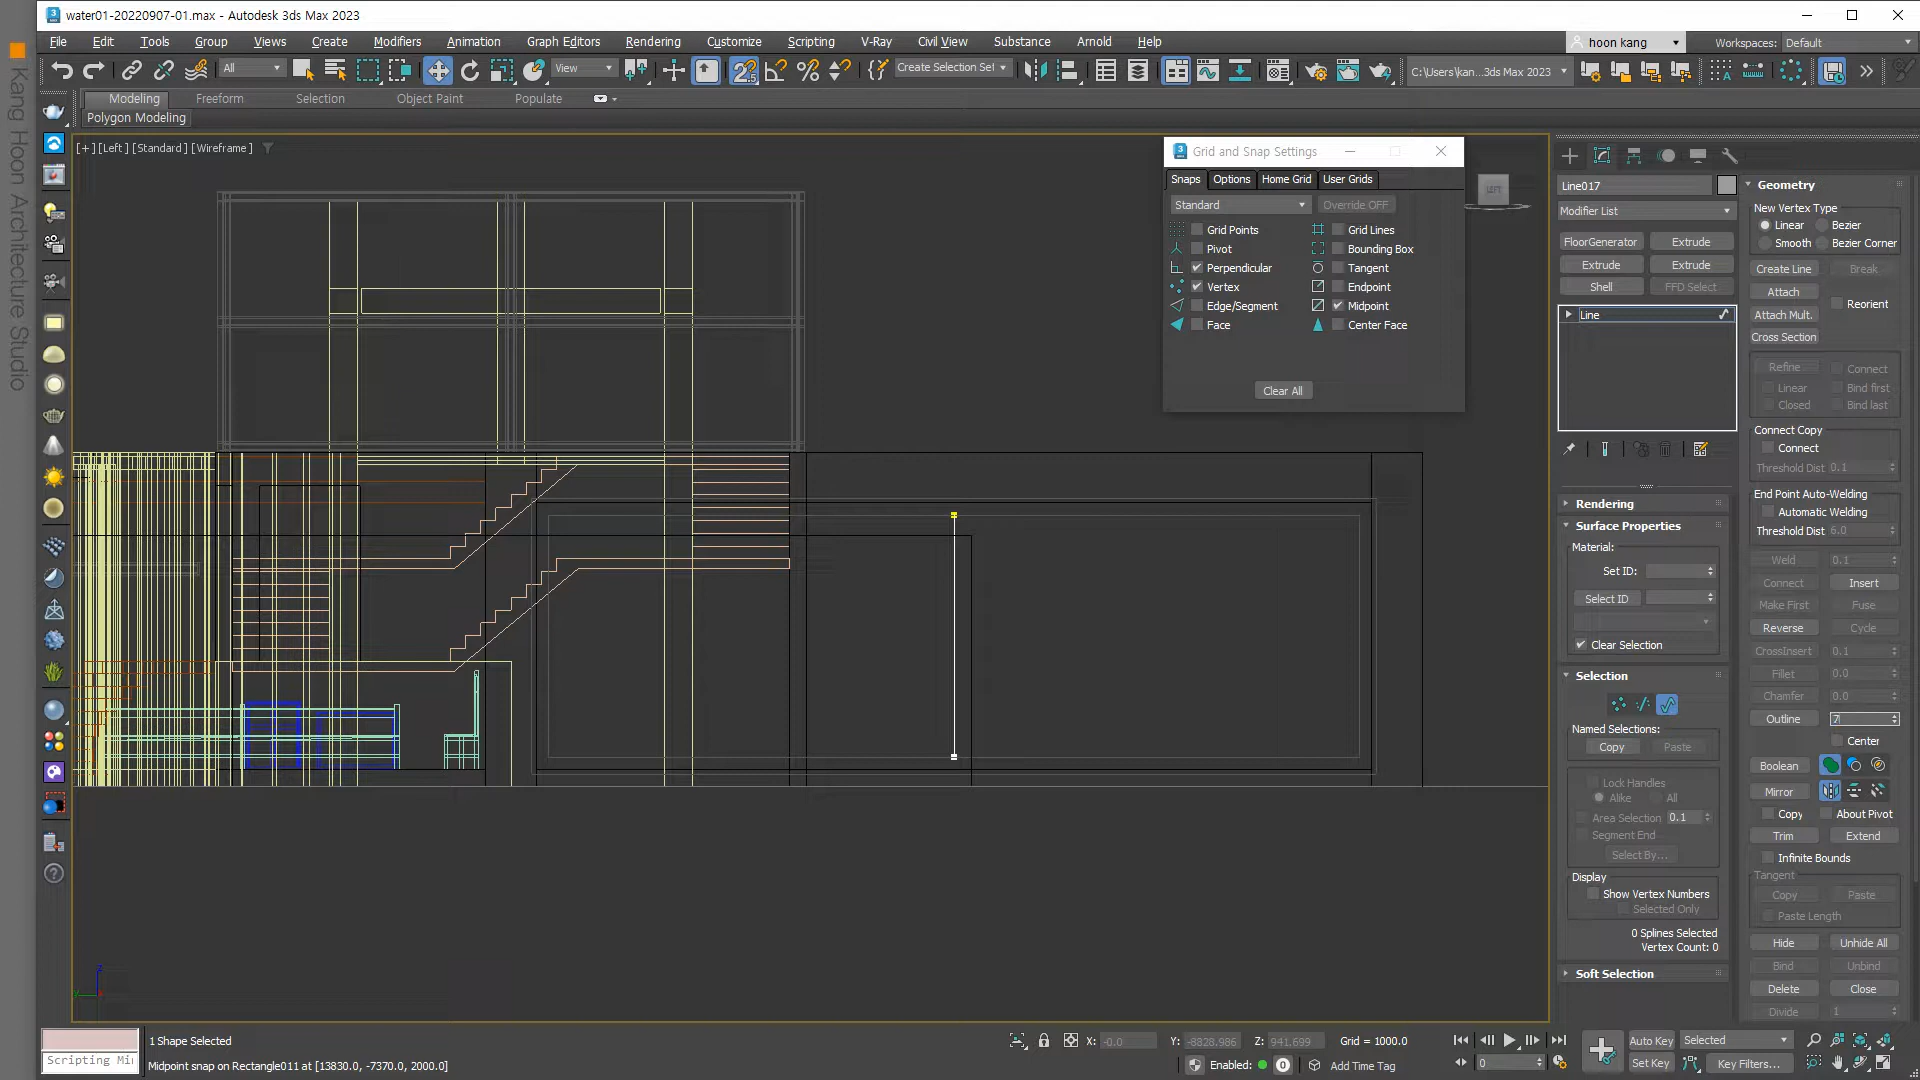 water01-20220907-01.max - Autodesk 3ds Max 2023
File Edit Tools Group Views Create Modifiers Animation Graph Editors Rendering Customize Scripting V-Ray Civil View Substance Arnold Help
hoon kang
Workspaces: Default
All
View
Create Selection Set
C:\Users\kan...3ds Max 2023
Modeling Freeform Selection Object Paint Populate
Polygon Modeling
Kang Hoon Architecture Studio
[+] [Left] [Standard] [Wireframe]
Grid and Snap Settings
Snaps Options Home Grid User Grids
Standard Override OFF
Grid Points Grid Lines
Pivot Bounding Box
Perpendicular Tangent
Vertex Endpoint
Edge/Segment Midpoint
Face Center Face
Clear All
LEFT
Line017
Modifier List
FloorGenerator Extrude
Extrude Extrude
Shell FFD Select
Line
Rendering
Surface Properties
Material:
Set ID:
Select ID
Clear Selection
Selection
Named Selections:
Copy Paste
Lock Handles
Alike All
Area Selection 0.1
Segment End
Select By...
Display
Show Vertex Numbers
Selected Only
0 Splines Selected
Vertex Count: 0
Soft Selection
Geometry
New Vertex Type
Linear Bezier
Smooth Bezier Corner
Create Line Break
Attach
Reorient
Attach Mult.
Cross Section
Refine Connect
Linear Bind first
Closed Bind last
Connect Copy
Connect
Threshold Dist 0.1
End Point Auto-Welding
Automatic Welding
Threshold Dist 6.0
Weld 0.1
Connect Insert
Make First Fuse
Reverse Cycle
CrossInsert 0.1
Fillet 0.0
Chamfer 0.0
Outline 7
Center
Boolean
Mirror
Copy About Pivot
Trim Extend
Infinite Bounds
Tangent
Copy Paste
Paste Length
Hide Unhide All
Bind Unbind
Delete Close
Divide 1
1 Shape Selected
X: -0.0 Y: -8828.986 Z: 941.699 Grid = 1000.0
Auto Key Selected
Scripting Mi
Midpoint snap on Rectangle011 at [13830.0, -7370.0, 2000.0]
Enabled: 0 Add Time Tag
0
Set Key Key Filters...